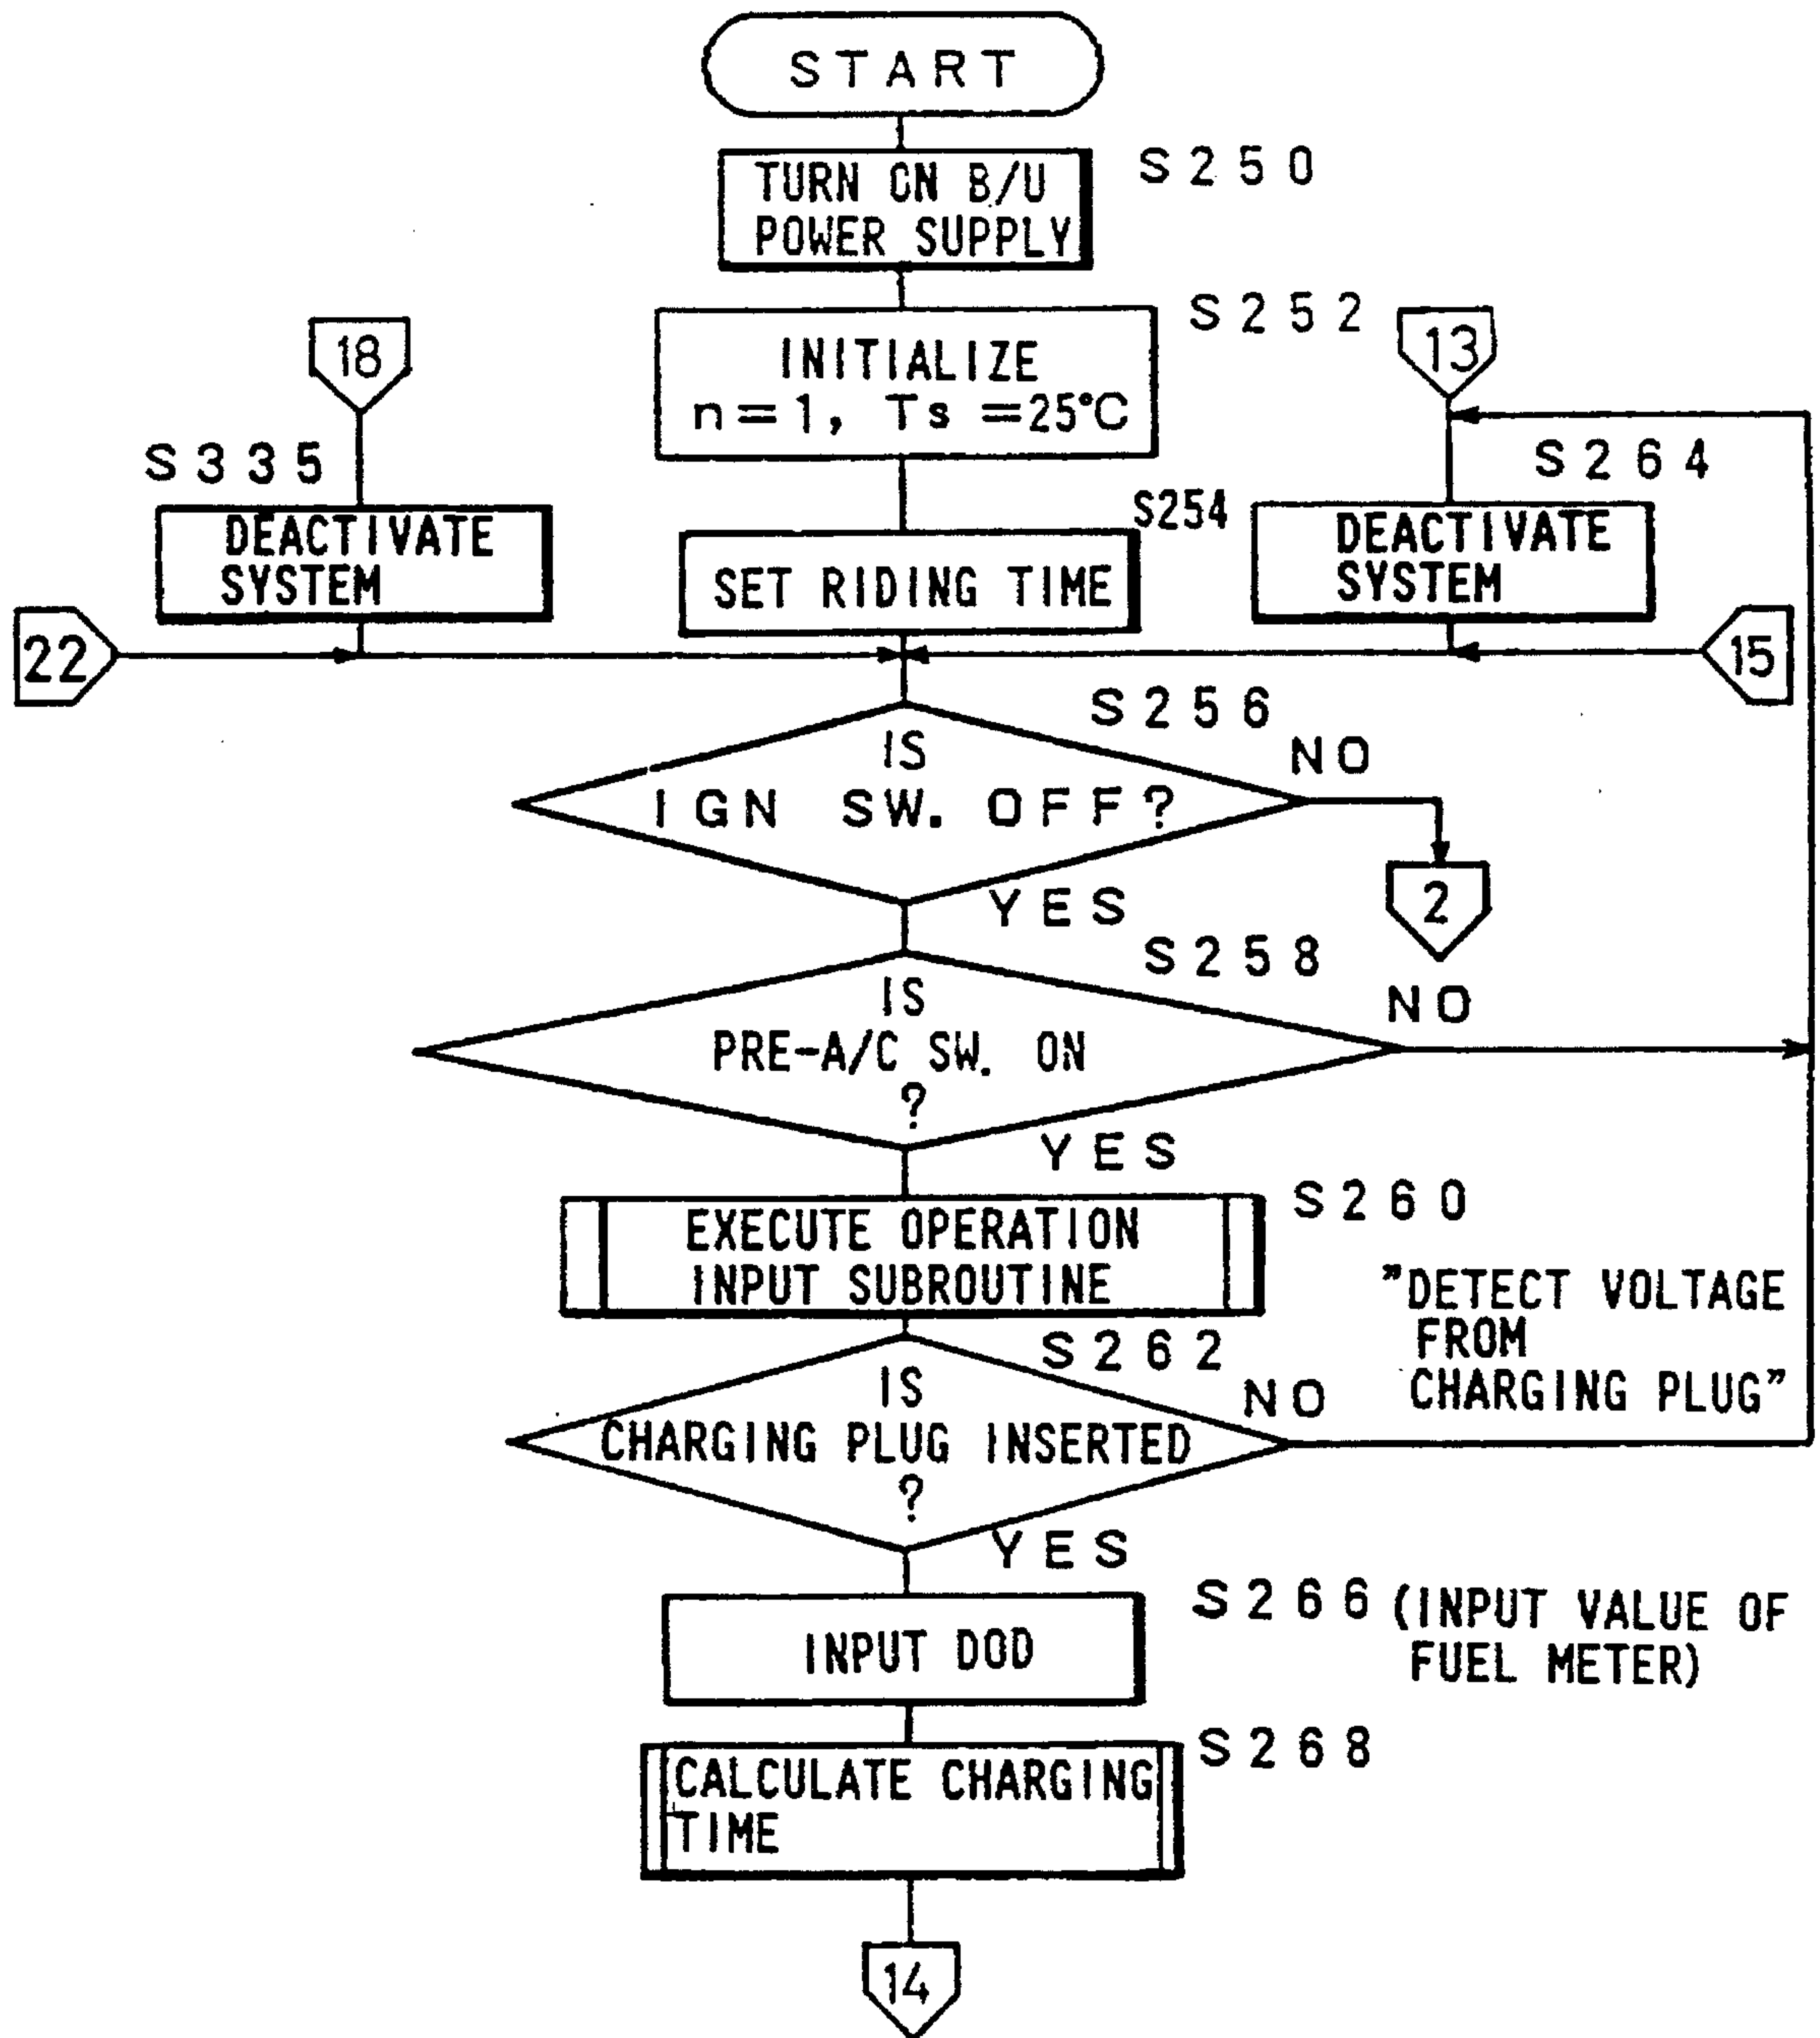 START
TURN ON B/U
POWER SUPPLY
S250
INITIALIZE
n=1, Ts =25°C
S252
18
13
S335
DEACTIVATE
SYSTEM
S254
SET RIDING TIME
S264
DEACTIVATE
SYSTEM
22
15
S256
IS
IGN SW. OFF?
NO
2
YES
S258
IS
PRE-A/C SW. ON
?
NO
YES
S260
EXECUTE OPERATION
INPUT SUBROUTINE
"DETECT VOLTAGE
FROM
CHARGING PLUG"
S262
IS
CHARGING PLUG INSERTED
?
NO
YES
S266 (INPUT VALUE OF
FUEL METER)
INPUT DOD
S268
CALCULATE CHARGING
TIME
14